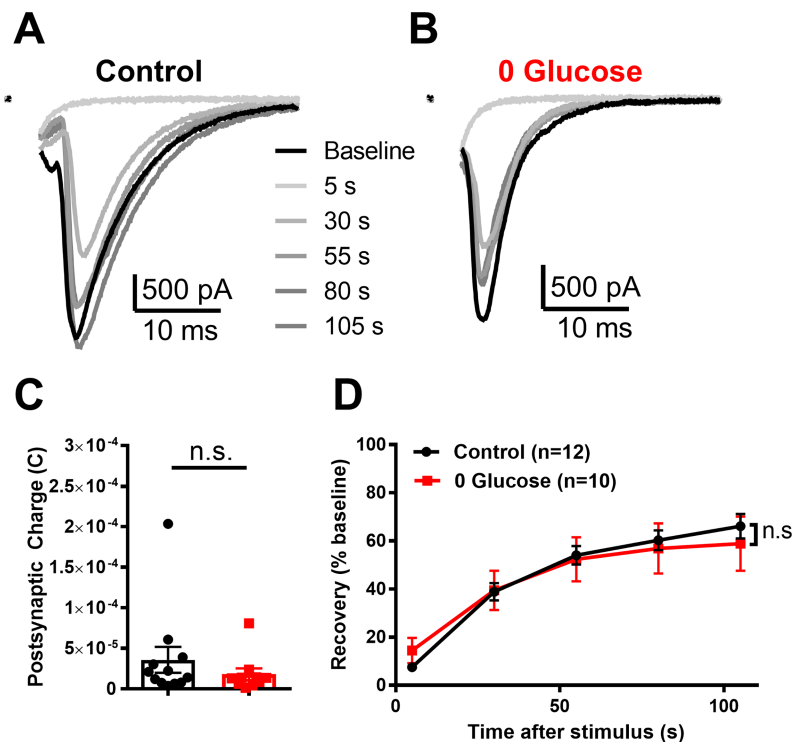 A
Control
B
0 Glucose
Baseline
5 s
30 s
55 s
80 s
105 s
500 pA
10 ms
500 pA
10 ms
C
Postsynaptic Charge (C)
3×10⁻⁴
2.5×10⁻⁴
2×10⁻⁴
1.5×10⁻⁴
1×10⁻⁴
5×10⁻⁵
0
n.s.
D
Recovery (% baseline)
100
80
60
40
20
0
Control (n=12)
0 Glucose (n=10)
n.s
0
50
100
Time after stimulus (s)